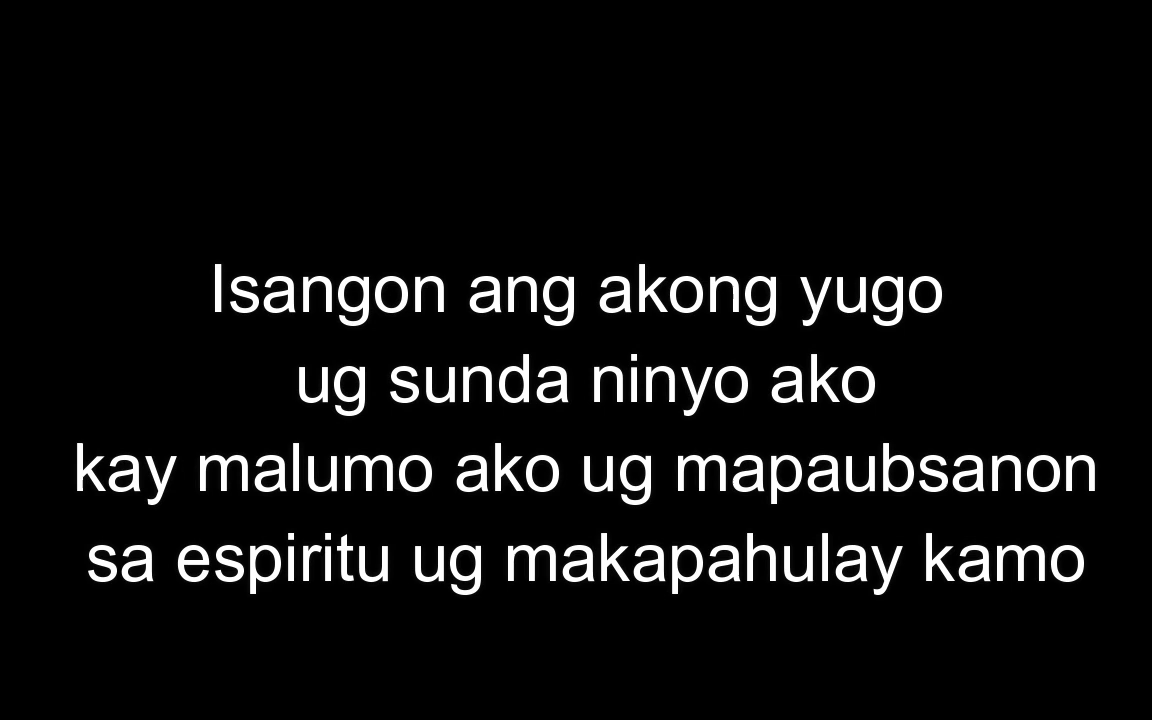 Isangon ang akong yugo
ug sunda ninyo ako
kay malumo ako ug mapaubsanon
sa espiritu ug makapahulay kamo